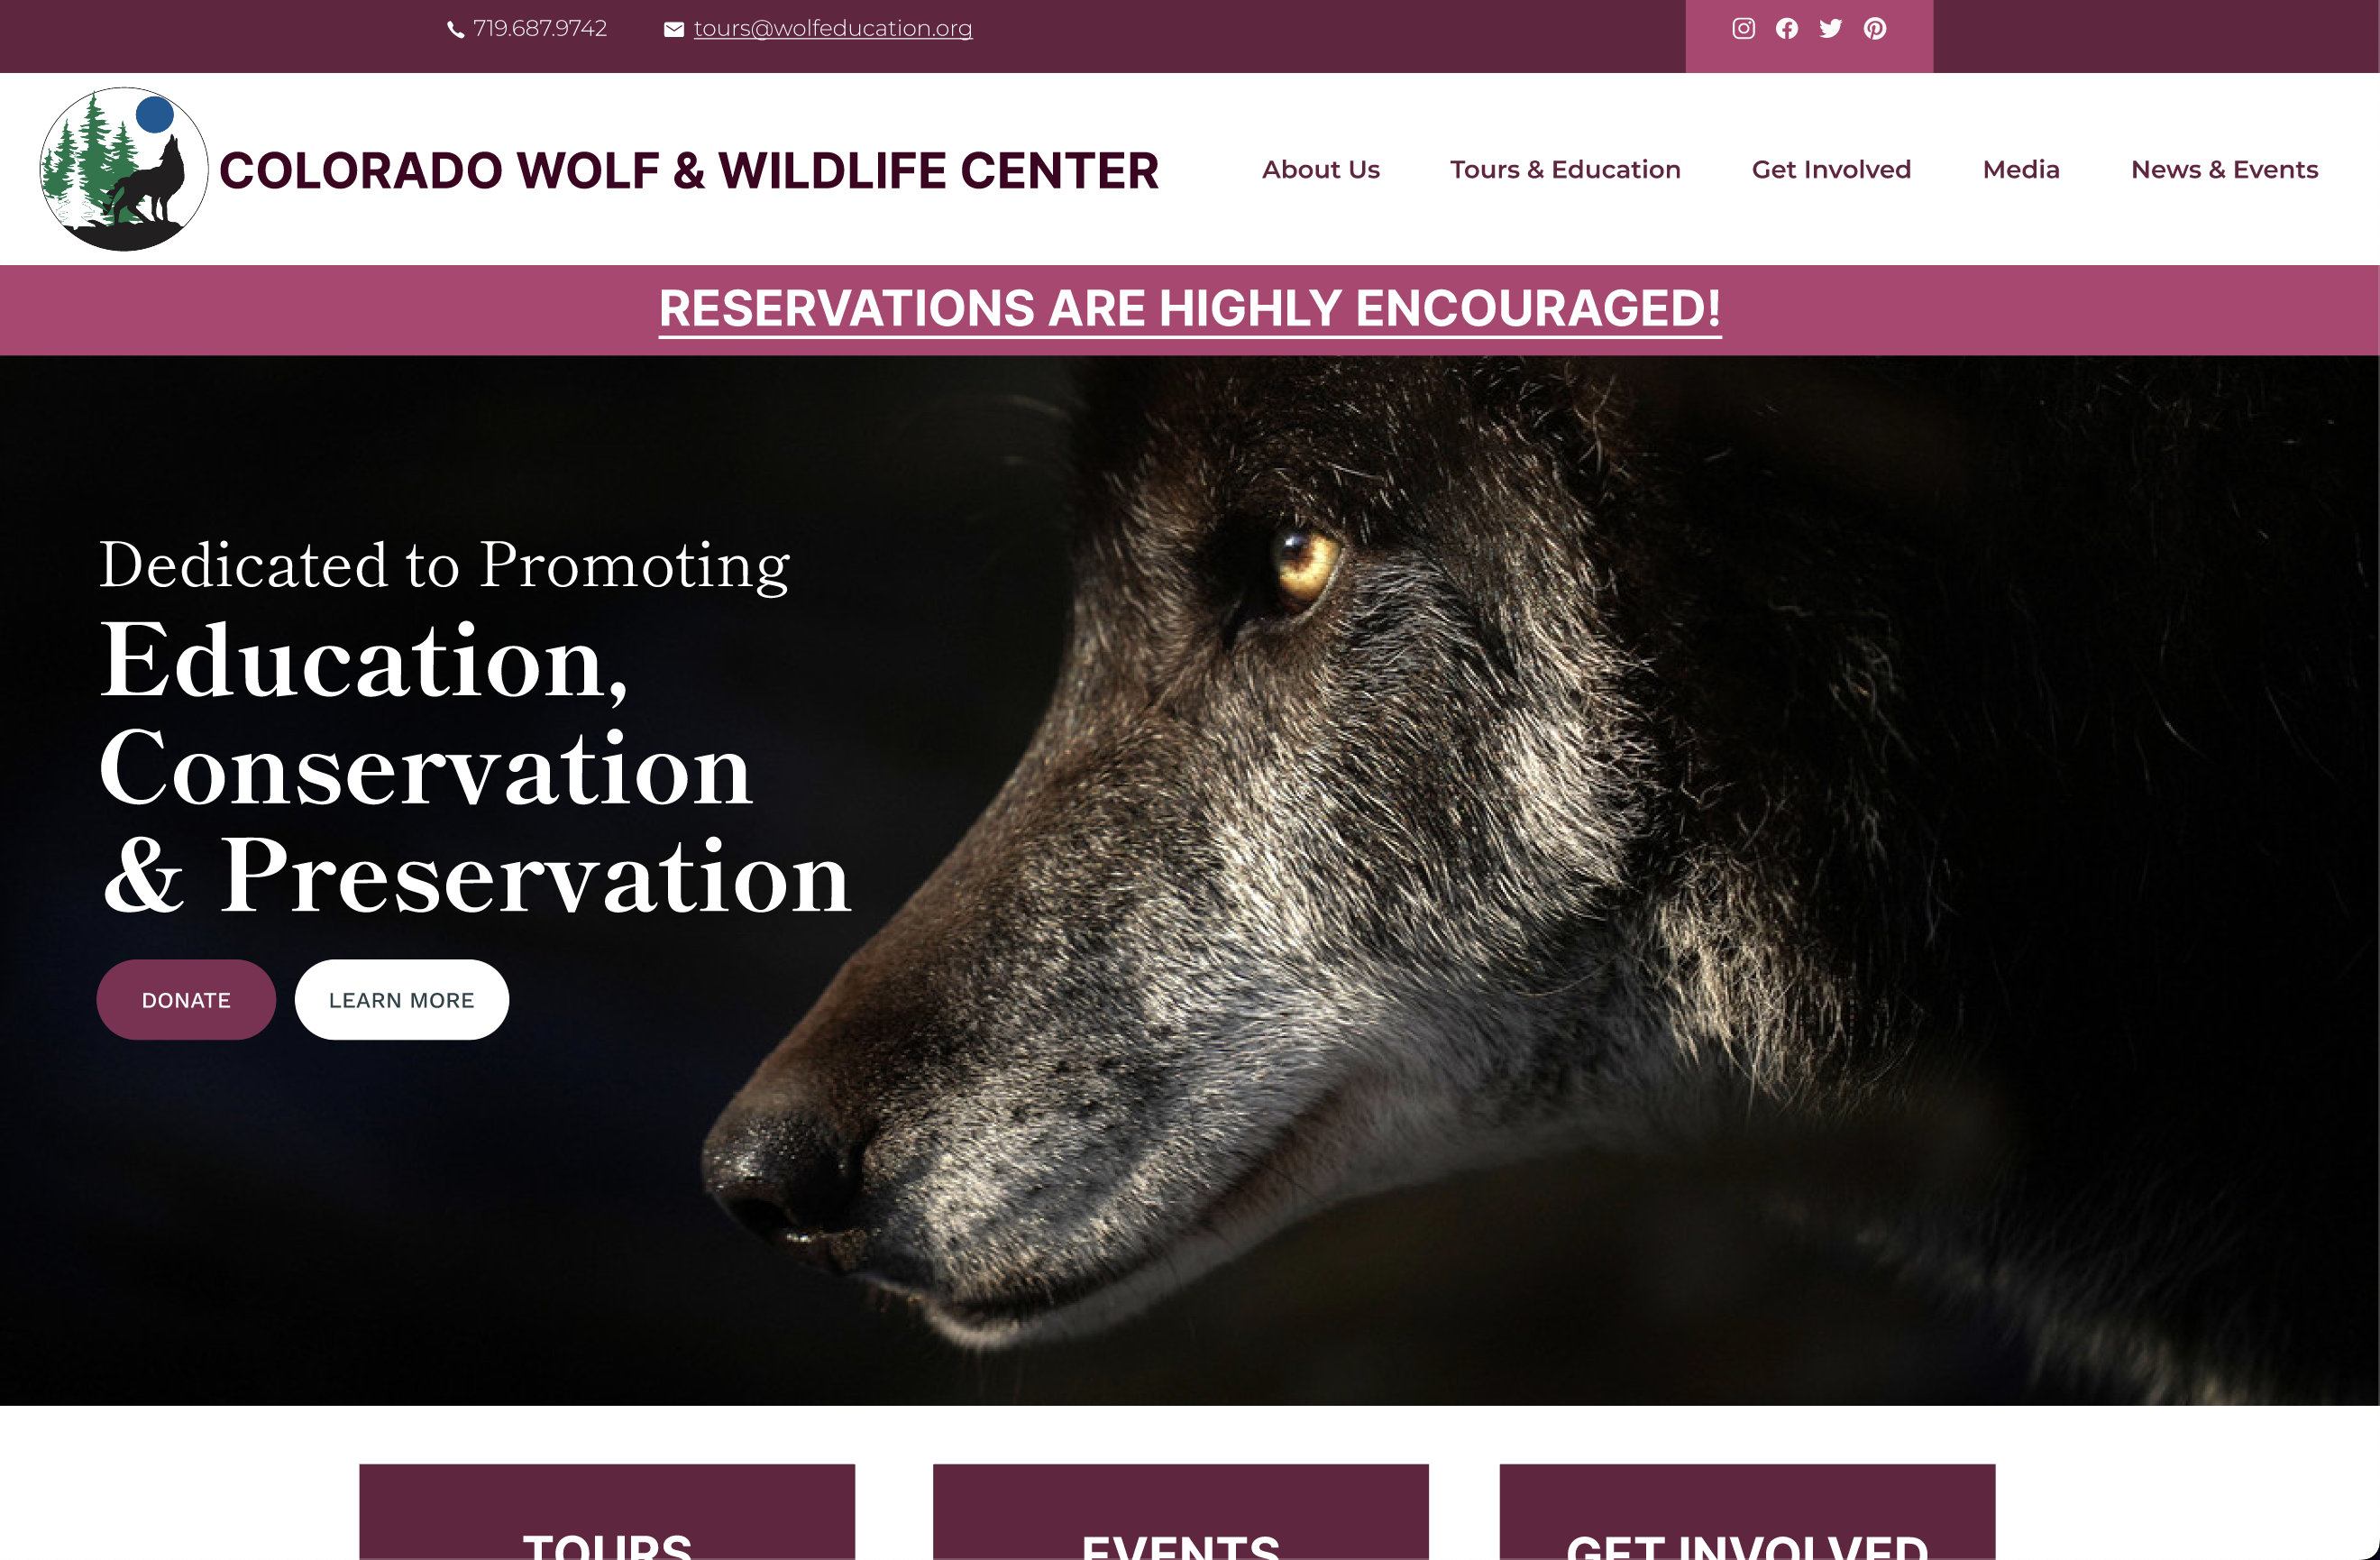 719.687.9742
tours@wolfeducation.org
COLORADO WOLF & WILDLIFE CENTER
About Us
Tours & Education
Get Involved
Media
News & Events
RESERVATIONS ARE HIGHLY ENCOURAGED!
Dedicated to Promoting
Education,
Conservation
& Preservation
DONATE
LEARN MORE
TOURS
EVENTS
GET INVOLVED